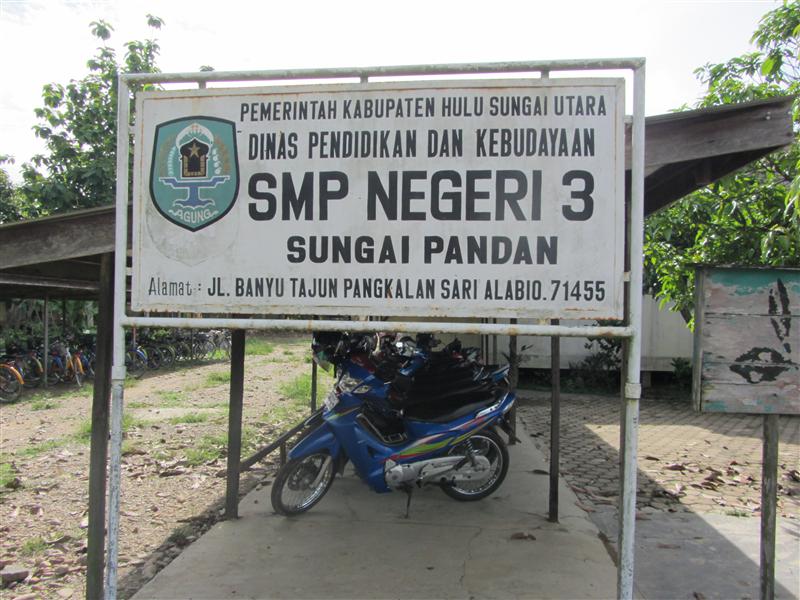 PEMERINTAH KABUPATEN HULU SUNGAI UTARA
DINAS PENDIDIKAN DAN KEBUDAYAAN
SMP NEGERI 3
SUNGAI PANDAN
Alamat : JL. BANYU TAJUN PANGKALAN SARI ALABIO. 71455
AGUNG